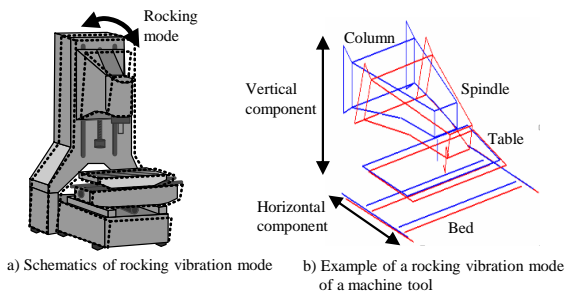 Rocking
mode
Column
Vertical
component
Spindle
Table
Horizontal
component
Bed
a) Schematics of rocking vibration mode
b) Example of a rocking vibration mode
of a machine tool